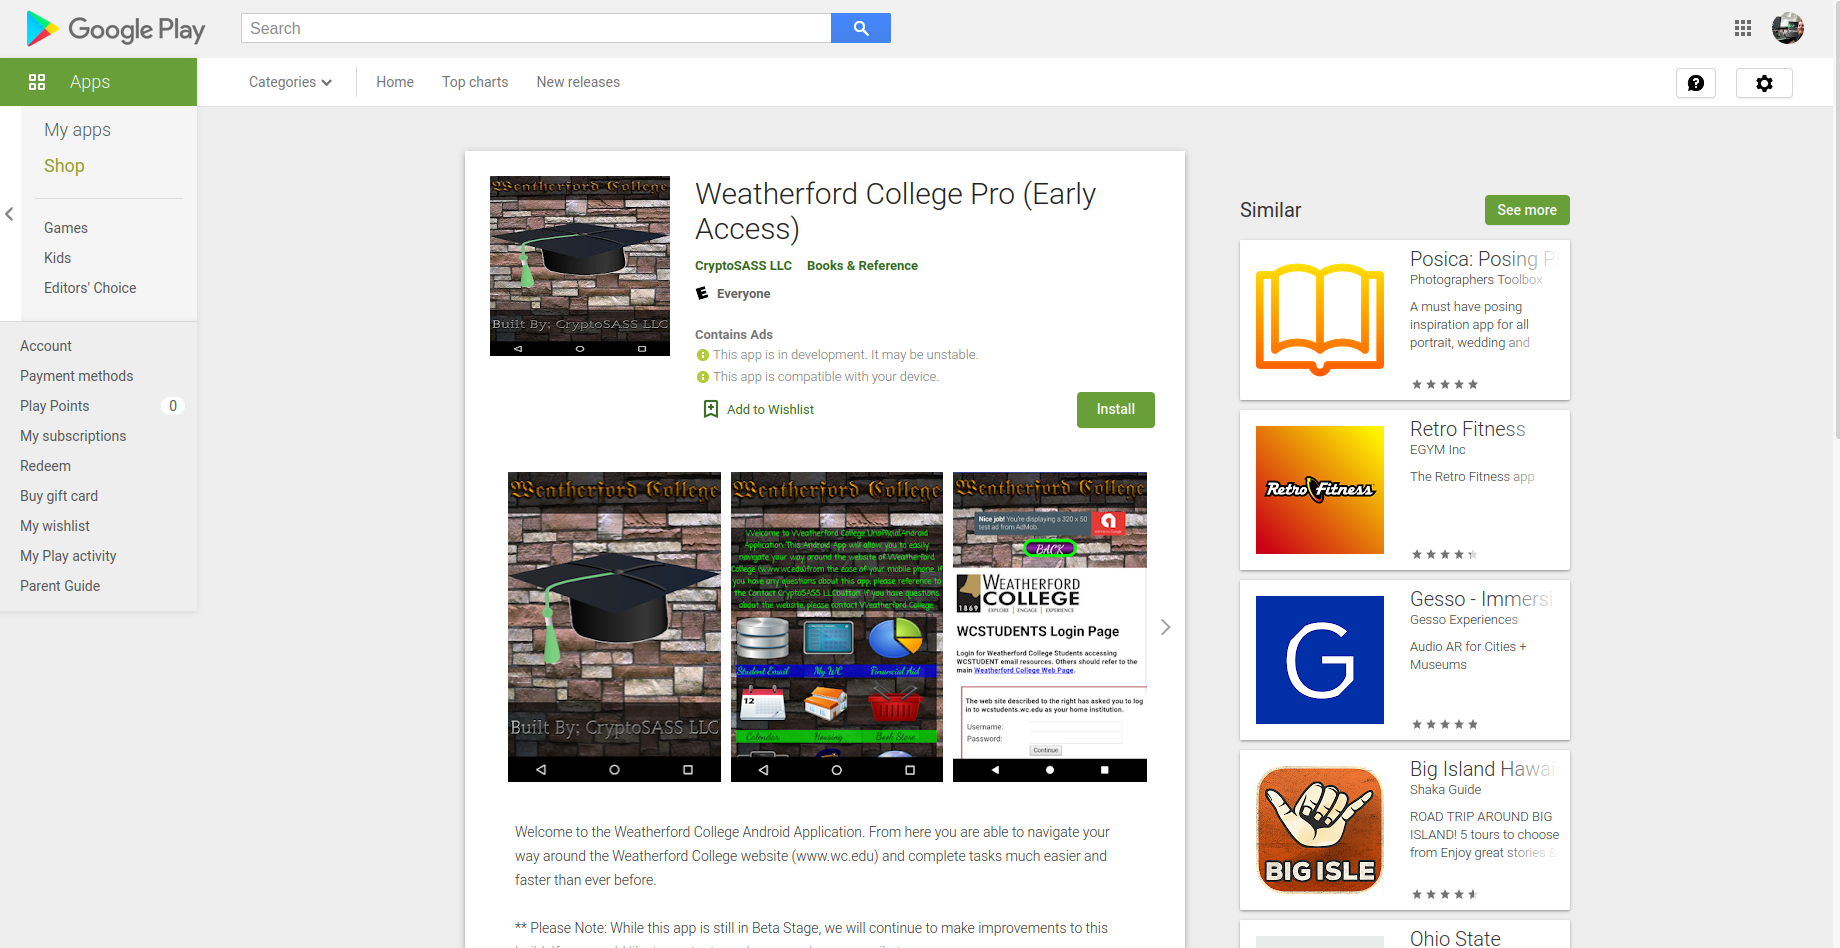 Google Play
Search
Apps
Categories
Home
Top charts
New releases
My apps
Shop
Games
Kids
Editors' Choice
Account
Payment methods
Play Points
0
My subscriptions
Redeem
Buy gift card
My wishlist
My Play activity
Parent Guide
Weatherford College
Built By; CryptoSASS LLC
Weatherford College Pro (Early
Access)
CryptoSASS LLC
Books & Reference
Everyone
Contains Ads
This app is in development. It may be unstable.
This app is compatible with your device.
Add to Wishlist
Install
Weatherford College
Built By; CryptoSASS LLC
Weatherford College
Welcome to Weatherford College UnofficialAndroid
Application.This Android App will allow you to easily
navigate your way around the website of Weatherford
College (www.wc.edu)from the ease of your mobile phone. If
you have any questions about this app, please reference to
the Contact CryptoSASS LLCbutton. If you have questions
about the website, please contact Weatherford College.
Student Email
My WC
Financial Aid
12
Calendar
Housing
Book Store
Weatherford College
Nice job! You're displaying a 320 x 50
test ad from AdMob.
BACK
WEATHERFORD
COLLEGE
1869
EXPLORE | ENGAGE | EXPERIENCE
WCSTUDENTS Login Page
Login for Weatherford College Students accessing
WCSTUDENT email resources. Others should refer to the
main Weatherford College Web Page.
The web site described to the right has asked you to log
in to wcstudents.wc.edu as your home institution.
Username:
Password:
Continue
Welcome to the Weatherford College Android Application. From here you are able to navigate your
way around the Weatherford College website (www.wc.edu) and complete tasks much easier and
faster than ever before.
** Please Note: While this app is still in Beta Stage, we will continue to make improvements to this
Similar
See more
Posica: Posing P
Photographers Toolbox
A must have posing
inspiration app for all
portrait, wedding and
Retro Fitness
Retro Fitness
EGYM Inc
The Retro Fitness app
G
Gesso - Immersi
Gesso Experiences
Audio AR for Cities +
Museums
BIG ISLE
Big Island Hawaii
Shaka Guide
ROAD TRIP AROUND BIG
ISLAND! 5 tours to choose
from Enjoy great stories &
Ohio State